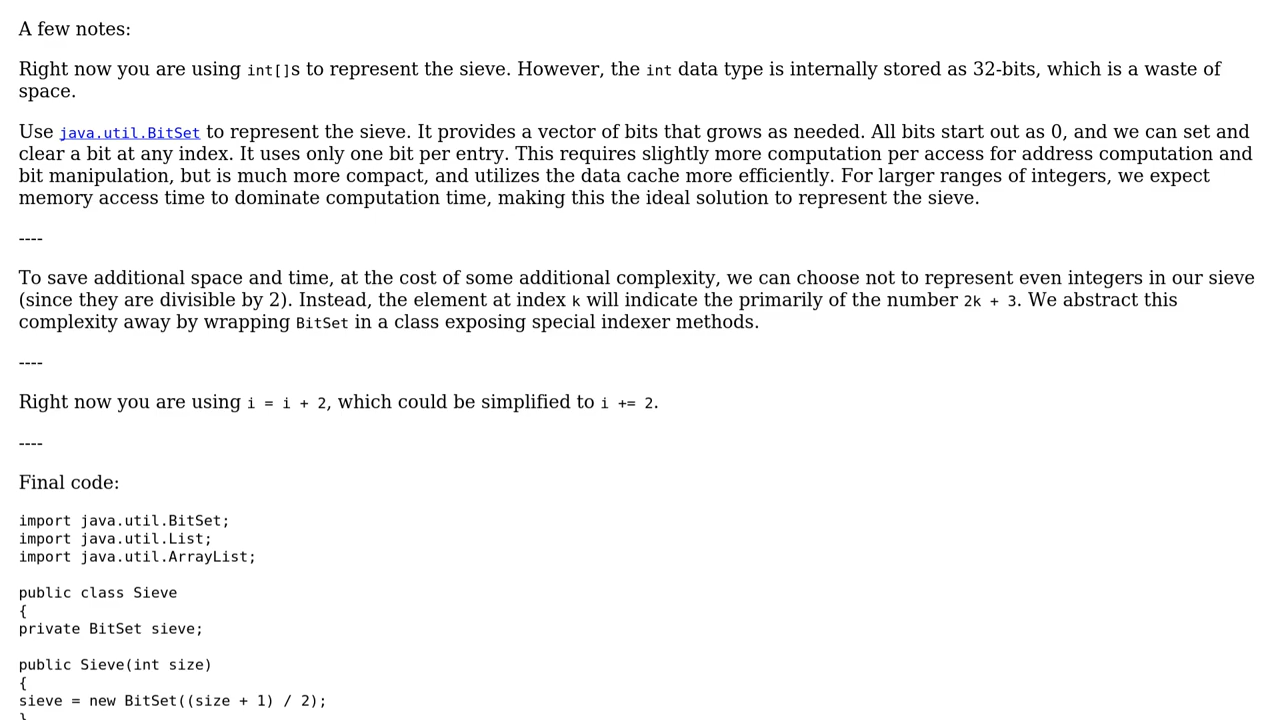 A few notes:
Right now you are using int[]s to represent the sieve. However, the int data type is internally stored as 32-bits, which is a waste of
space.
Use java.util.BitSet to represent the sieve. It provides a vector of bits that grows as needed. All bits start out as 0, and we can set and
clear a bit at any index. It uses only one bit per entry. This requires slightly more computation per access for address computation and
bit manipulation, but is much more compact, and utilizes the data cache more efficiently. For larger ranges of integers, we expect
memory access time to dominate computation time, making this the ideal solution to represent the sieve.
----
To save additional space and time, at the cost of some additional complexity, we can choose not to represent even integers in our sieve
(since they are divisible by 2). Instead, the element at index k will indicate the primarily of the number 2k + 3. We abstract this
complexity away by wrapping BitSet in a class exposing special indexer methods.
----
Right now you are using i = i + 2, which could be simplified to i += 2.
----
Final code:
import java.util.BitSet;
import java.util.List;
import java.util.ArrayList;
public class Sieve
{
private BitSet sieve;
public Sieve(int size)
{
sieve = new BitSet((size + 1) / 2);
}